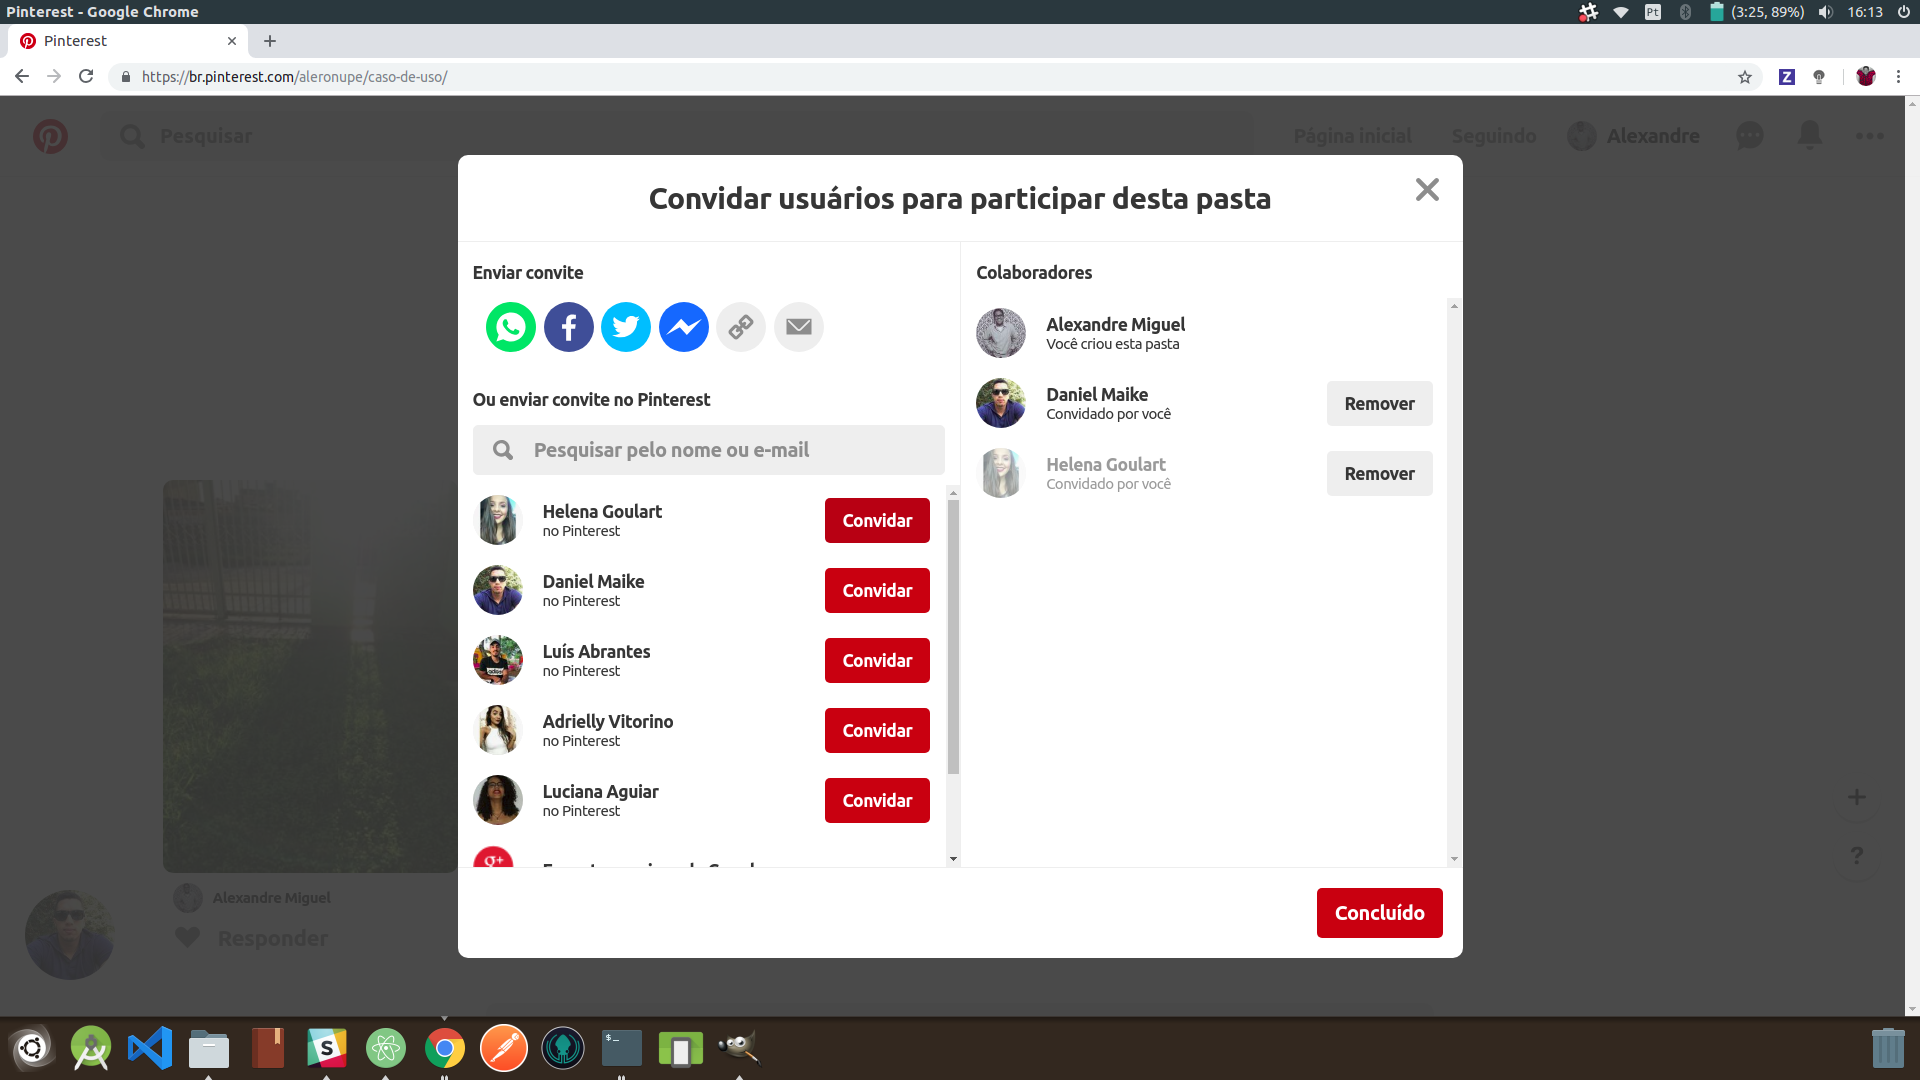 Pinterest - Google Chrome
Pt
(3:25, 89%)
16:13
Pinterest
https://br.pinterest.com/aleronupe/caso-de-uso/
Z
Pesquisar
Página inicial
Seguindo
Alexandre
Convidar usuários para participar desta pasta
Enviar convite
Ou enviar convite no Pinterest
Pesquisar pelo nome ou e-mail
Helena Goulart
no Pinterest
Convidar
Daniel Maike
no Pinterest
Convidar
Luís Abrantes
no Pinterest
Convidar
Adrielly Vitorino
no Pinterest
Convidar
Luciana Aguiar
no Pinterest
Convidar
Colaboradores
Alexandre Miguel
Você criou esta pasta
Daniel Maike
Convidado por você
Remover
Helena Goulart
Convidado por você
Remover
Concluído
Alexandre Miguel
Responder
?
S
$_